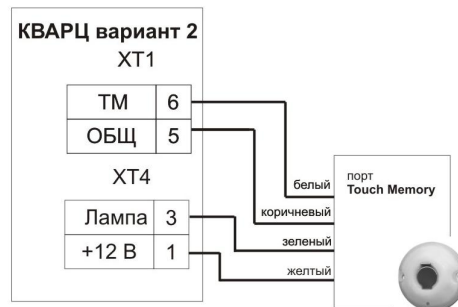 КВАРЦ вариант 2
XT1
ТМ 6
ОБЩ 5
XT4
Лампа 3
+12 В 1
белый
коричневый
зеленый
желтый
порт
Touch Memory